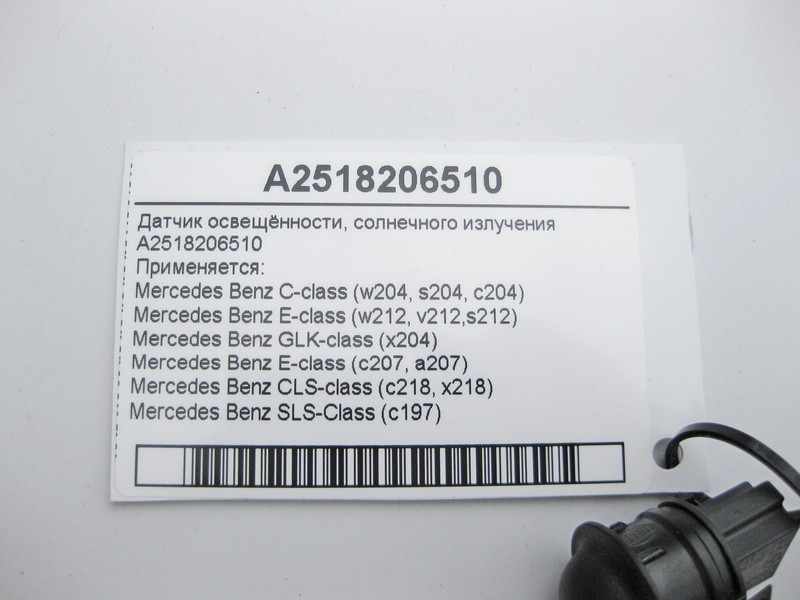 A2518206510
Датчик освещённости, солнечного излучения
A2518206510
Применяется:
Mercedes Benz C-class (w204, s204, c204)
Mercedes Benz E-class (w212, v212,s212)
Mercedes Benz GLK-class (x204)
Mercedes Benz E-class (c207, a207)
Mercedes Benz CLS-class (c218, x218)
Mercedes Benz SLS-Class (c197)